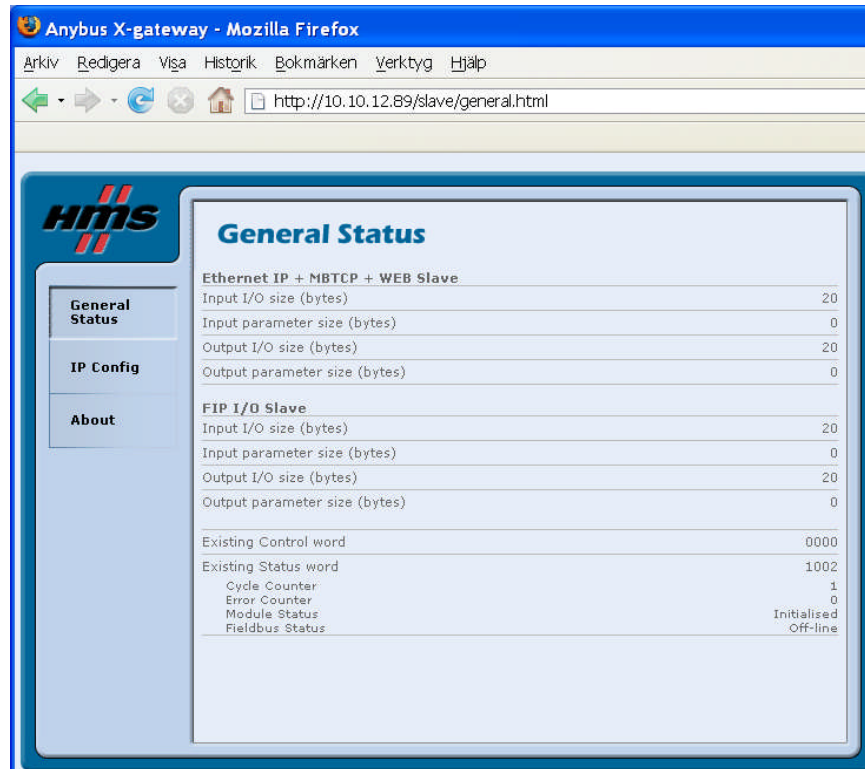 Anybus X-gateway - Mozilla Firefox
Arkiv Redigera Visa Historik Bokmärken Verktyg Hjälp
http://10.10.12.89/slave/general.html
HMS
General Status
IP Config
About
General Status
Ethernet IP + MBTCP + WEB Slave
Input I/O size (bytes) 20
Input parameter size (bytes) 0
Output I/O size (bytes) 20
Output parameter size (bytes) 0
FIP I/O Slave
Input I/O size (bytes) 20
Input parameter size (bytes) 0
Output I/O size (bytes) 20
Output parameter size (bytes) 0
Existing Control word 0000
Existing Status word 1002
Cycle Counter 1
Error Counter 0
Module Status Initialised
Fieldbus Status Off-line